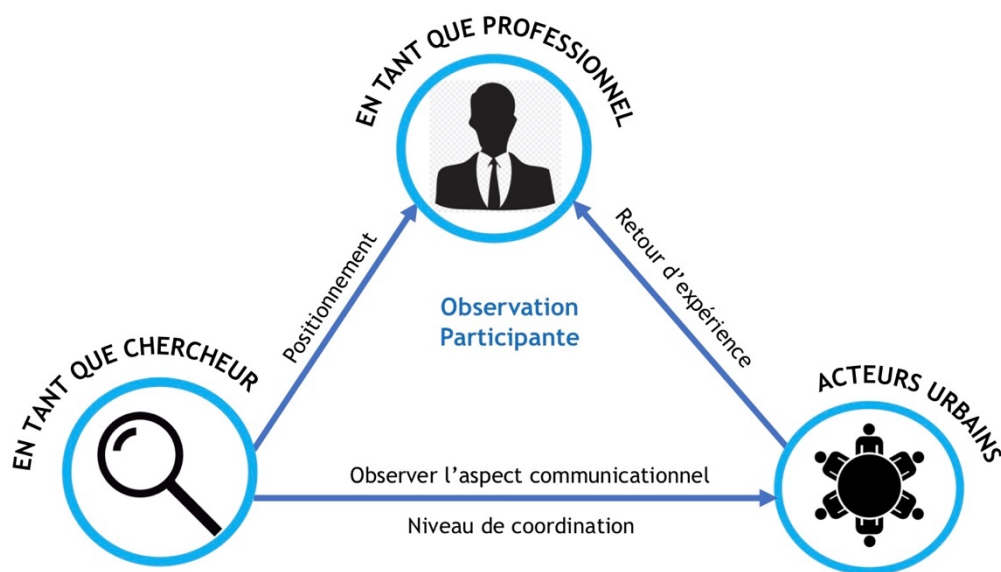 EN TANT QUE PROFESSIONNEL
Positionnement
Retour d’expérience
Observation
Participante
EN TANT QUE CHERCHEUR
ACTEURS URBAINS
Observer l’aspect communicationnel
Niveau de coordination